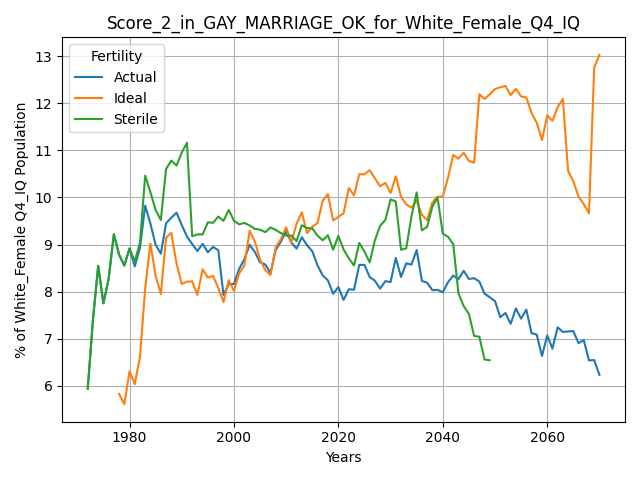 Score_2_in_GAY_MARRIAGE_OK_for_White_Female_Q4_IQ
Fertility
Actual
Ideal
Sterile
% of White_Female Q4_IQ Population
13
12
11
10
9
8
7
6
1980 2000 2020 2040 2060
Years